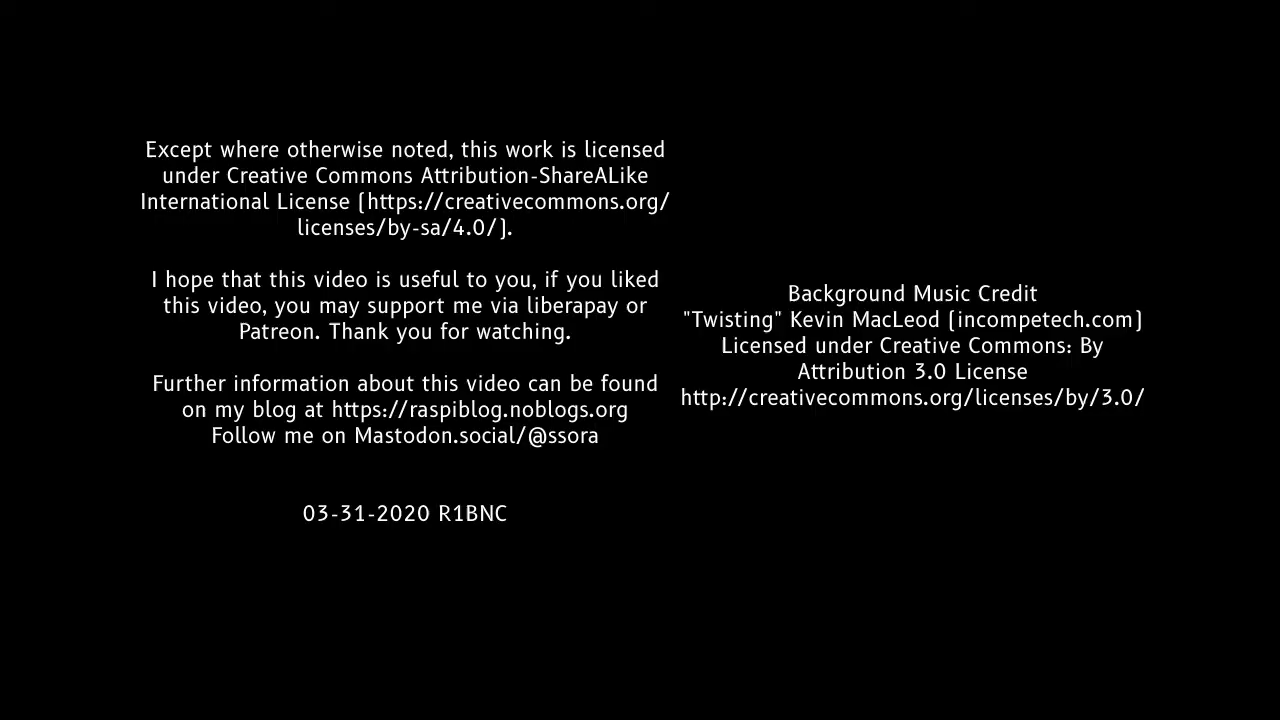 Except where otherwise noted, this work is licensed
under Creative Commons Attribution-ShareALike
International License (https://creativecommons.org/
licenses/by-sa/4.0/).
I hope that this video is useful to you, if you liked
this video, you may support me via liberapay or
Patreon. Thank you for watching.
Further information about this video can be found
on my blog at https://raspiblog.noblogs.org
Follow me on Mastodon.social/@ssora
03-31-2020 R1BNC
Background Music Credit
"Twisting" Kevin MacLeod (incompetech.com)
Licensed under Creative Commons: By
Attribution 3.0 License
http://creativecommons.org/licenses/by/3.0/